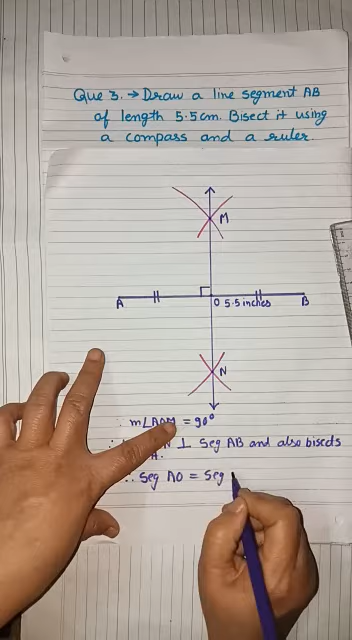 Que 3. → Draw a line segment AB
of length 5.5 cm. Bisect it using
a compass and a ruler.
M
A O 5.5 inches B
N
m∠AOM = 90°
∴ N ⊥ Seg AB and also bisects
∴ Seg AO = Seg